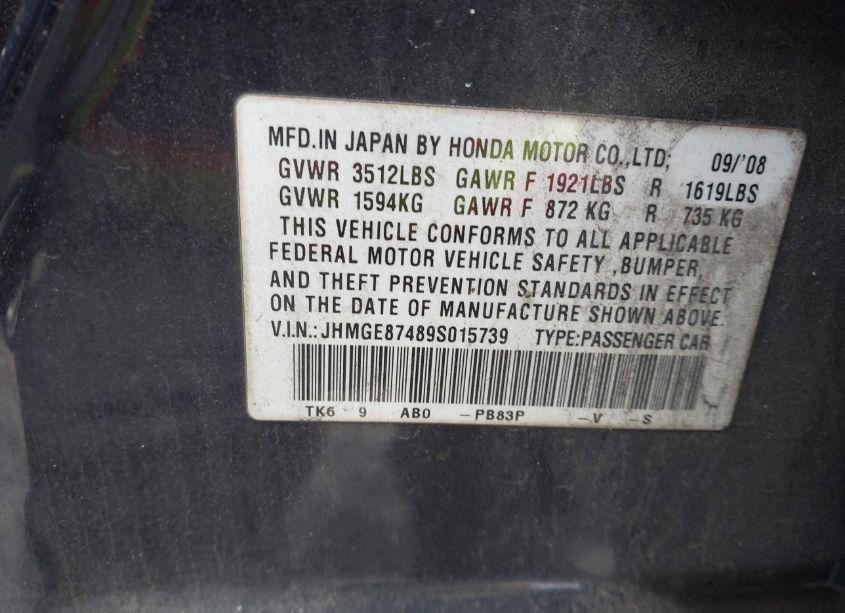 MFD.IN JAPAN BY HONDA MOTOR CO.,LTD; 09/'08
GVWR 3512LBS GAWR F 1921LBS R 1619LBS
GVWR 1594KG GAWR F 872 KG R 735 KG
THIS VEHICLE CONFORMS TO ALL APPLICABLE
FEDERAL MOTOR VEHICLE SAFETY ,BUMPER,
AND THEFT PREVENTION STANDARDS IN EFFECT
ON THE DATE OF MANUFACTURE SHOWN ABOVE.
V.I.N.:JHMGE87489S015739 TYPE:PASSENGER CAR
TK6 9 AB0 –PB83P –V –S